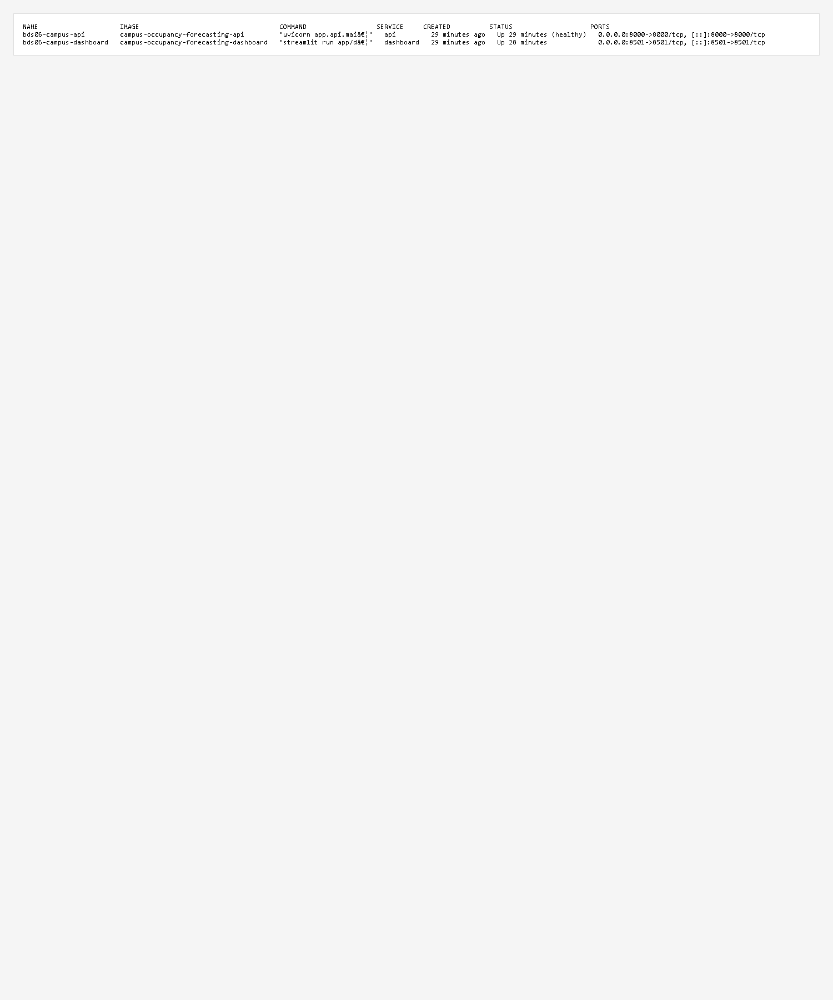 NAME                     IMAGE                                    COMMAND                  SERVICE     CREATED          STATUS                    PORTS
bds06-campus-api         campus-occupancy-forecasting-api         "uvicorn app.api.maiâ€¦"   api         29 minutes ago   Up 29 minutes (healthy)   0.0.0.0:8000->8000/tcp, [::]:8000->8000/tcp
bds06-campus-dashboard   campus-occupancy-forecasting-dashboard   "streamlit run app/dâ€¦"   dashboard   29 minutes ago   Up 28 minutes             0.0.0.0:8501->8501/tcp, [::]:8501->8501/tcp